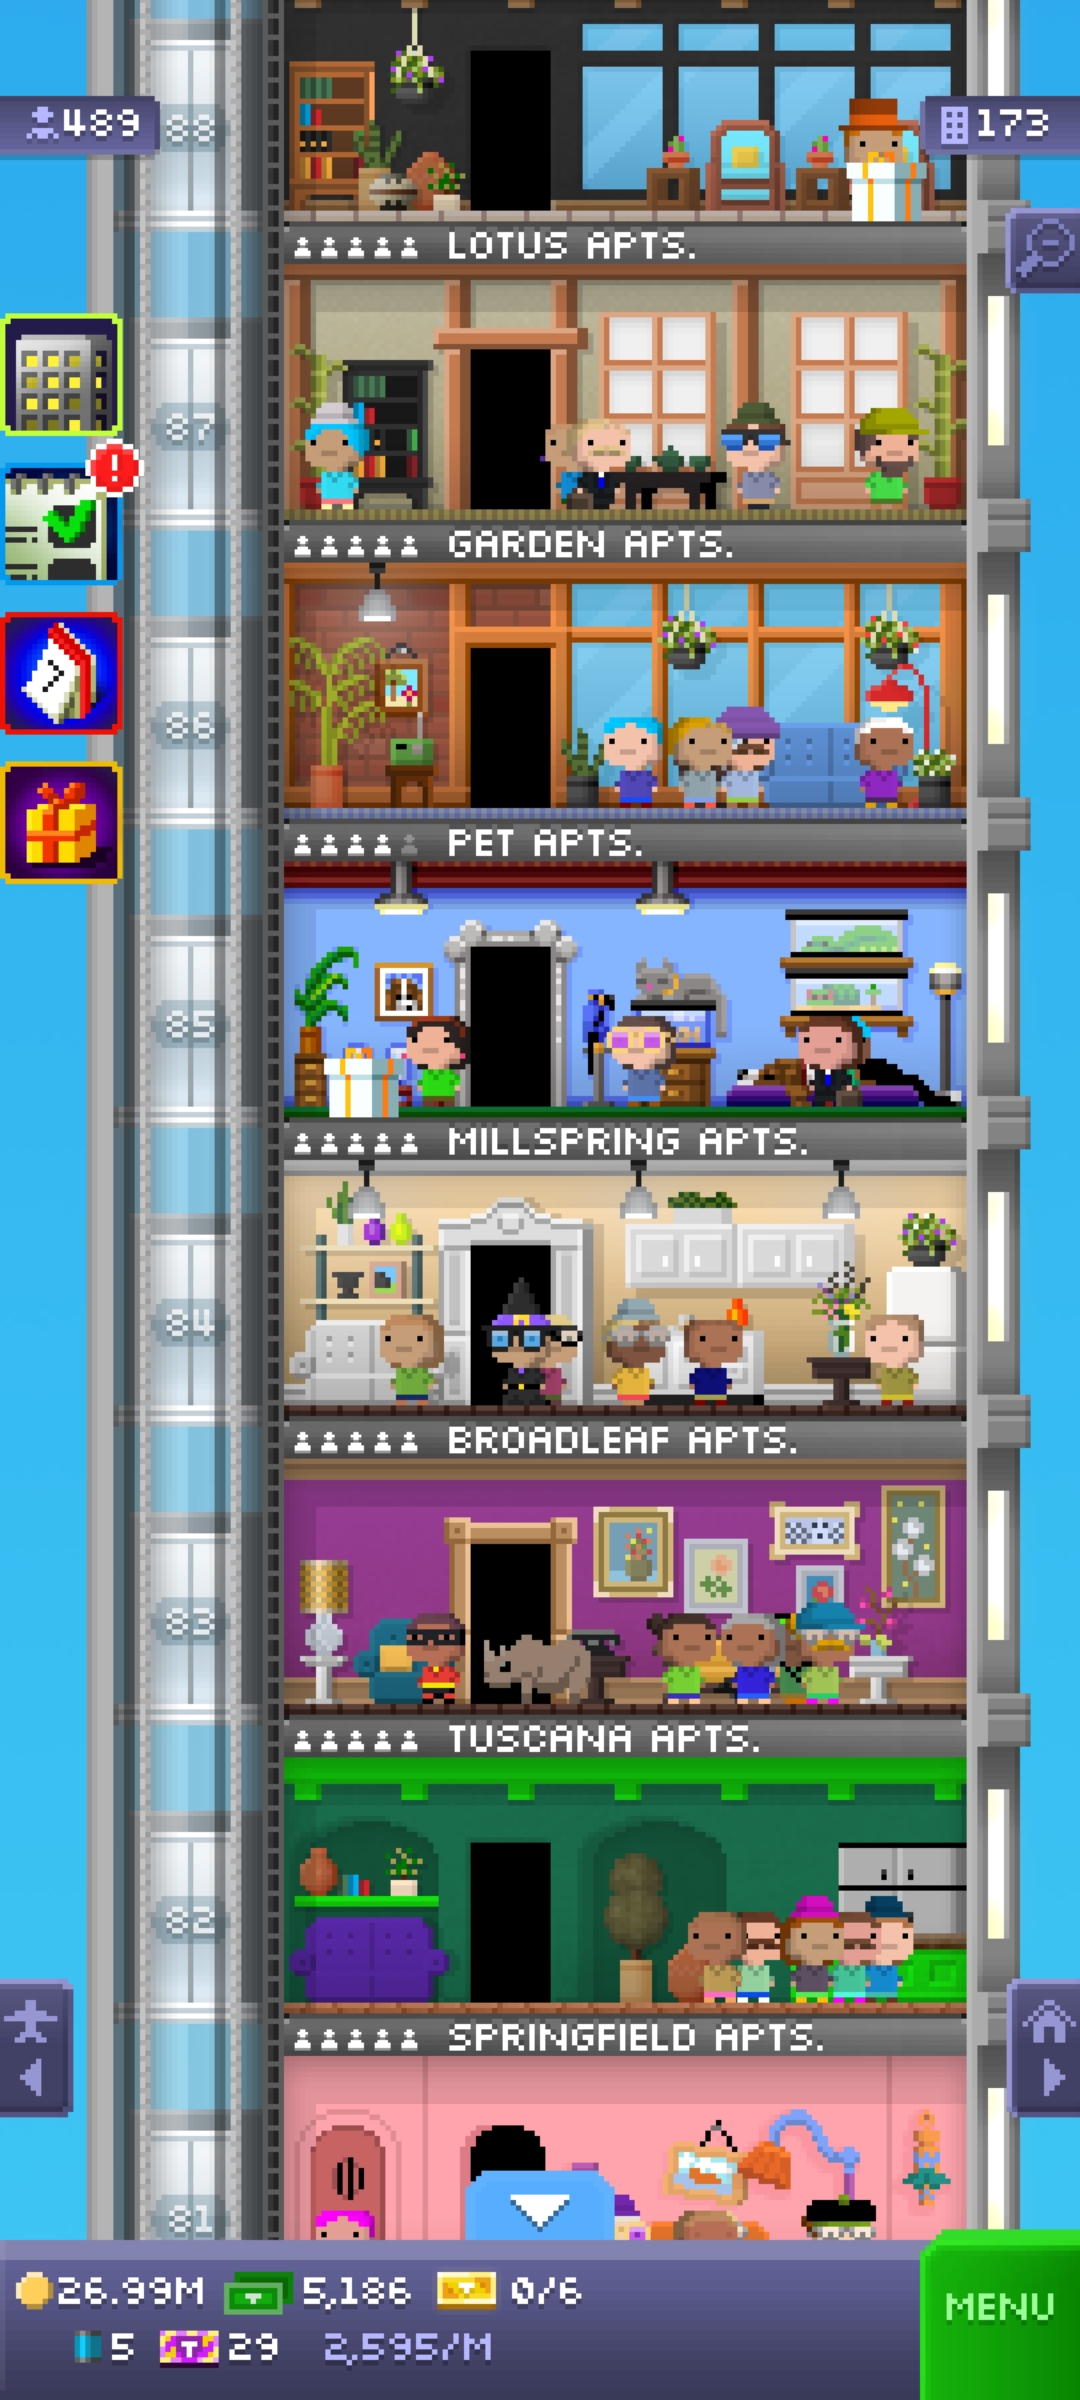 489
88
173
LOTUS APTS.
87
GARDEN APTS.
86
PET APTS.
85
MILLSPRING APTS.
84
BROADLEAF APTS.
83
TUSCANA APTS.
82
SPRINGFIELD APTS.
81
26.99M 5,186 0/6
MENU
5 T 29 2,595/M